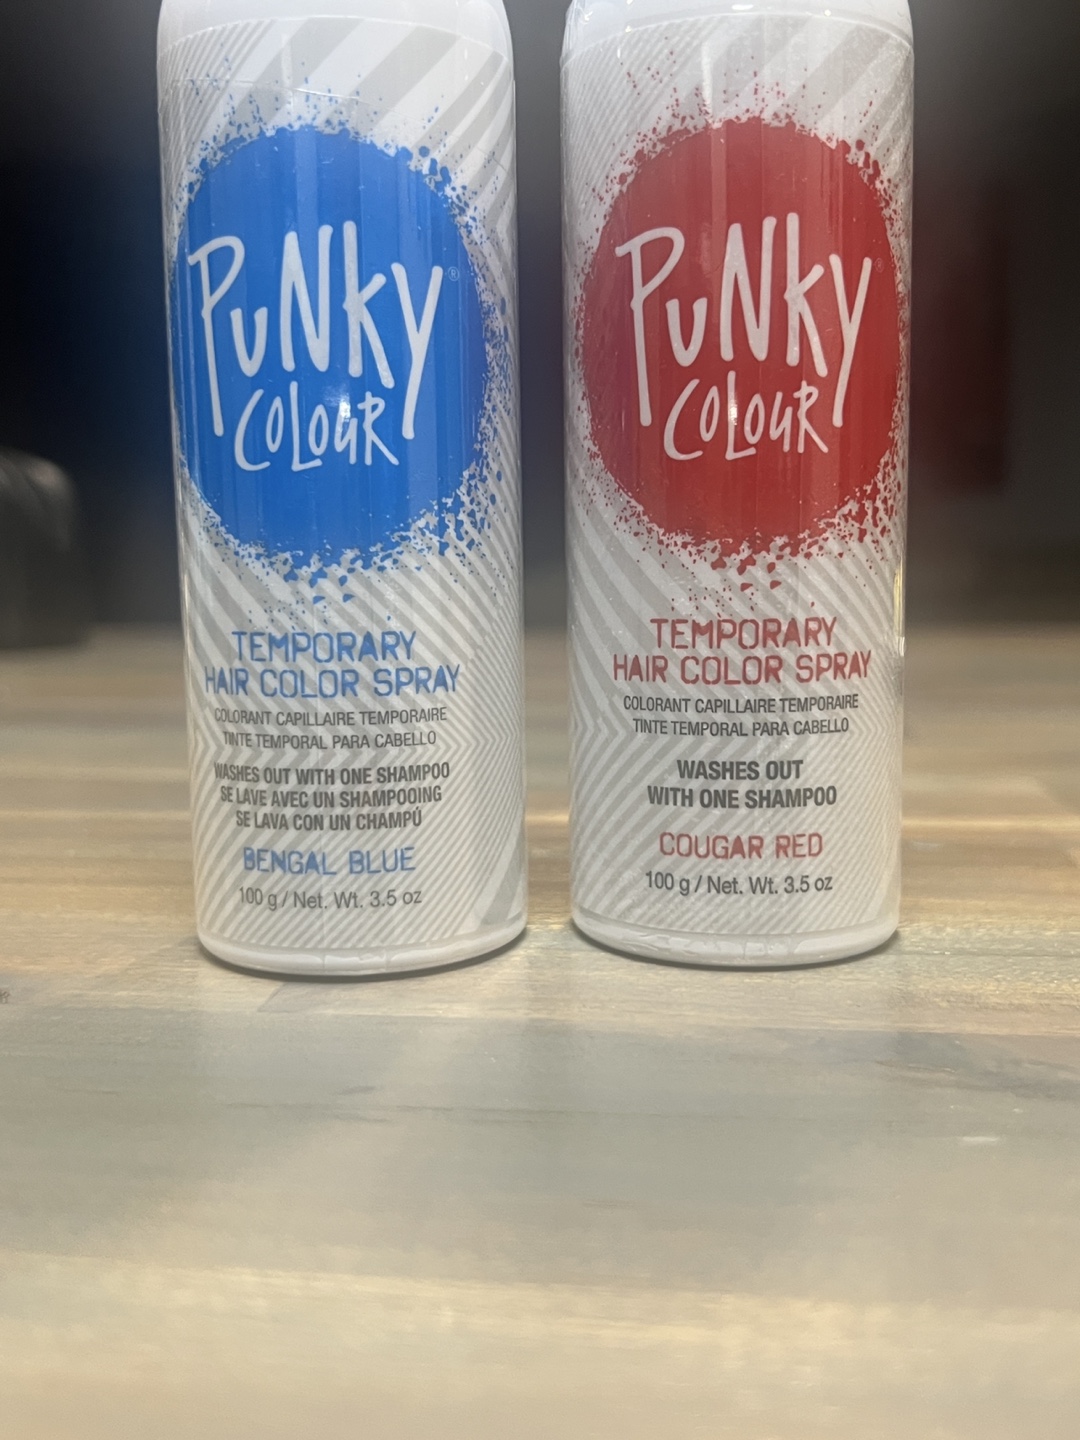 PUNKY
COLOUR
TEMPORARY
HAIR COLOR SPRAY
COLORANT CAPILLAIRE TEMPORAIRE
TINTE TEMPORAL PARA CABELLO
WASHES OUT WITH ONE SHAMPOO
SE LAVE AVEC UN SHAMPOOING
SE LAVA CON UN CHAMPÚ
BENGAL BLUE
100 g / Net. Wt. 3.5 oz
PUNKY
COLOUR
TEMPORARY
HAIR COLOR SPRAY
COLORANT CAPILLAIRE TEMPORAIRE
TINTE TEMPORAL PARA CABELLO
WASHES OUT
WITH ONE SHAMPOO
COUGAR RED
100 g / Net. Wt. 3.5 oz